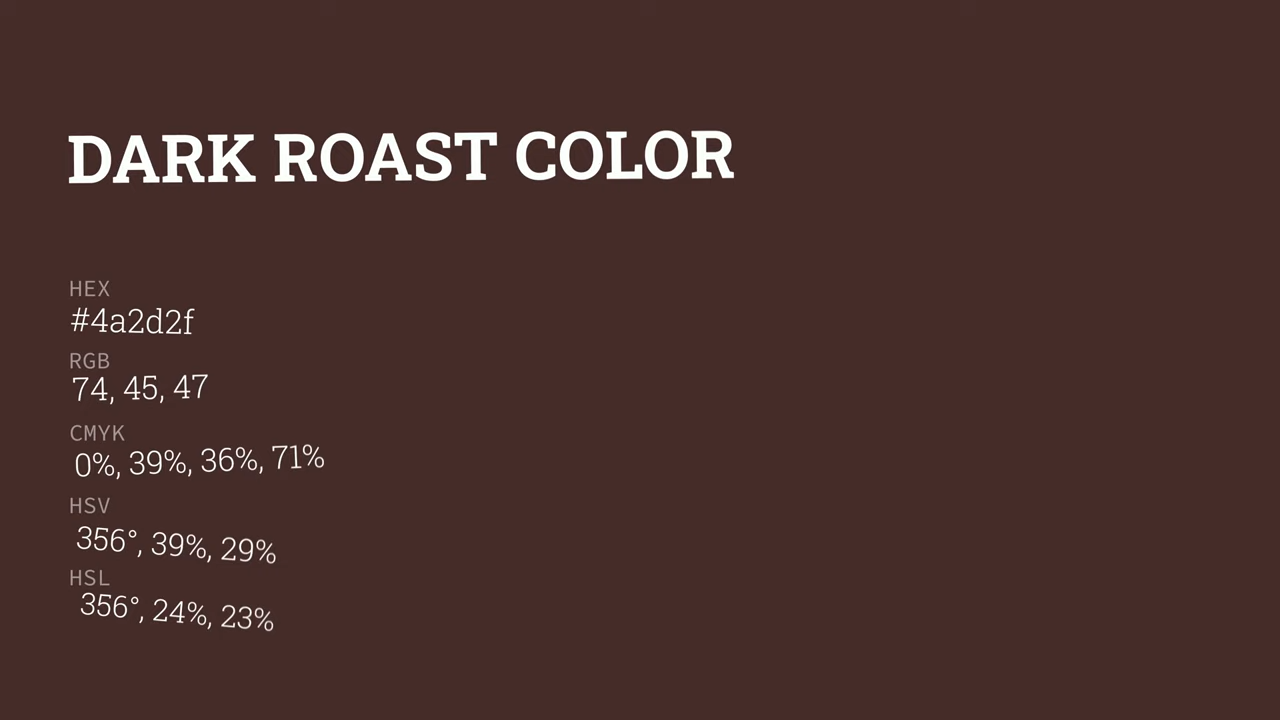 DARK ROAST COLOR
HEX
#4a2d2f
RGB
74, 45, 47
CMYK
0%, 39%, 36%, 71%
HSV
356°, 39%, 29%
HSL
356°, 24%, 23%